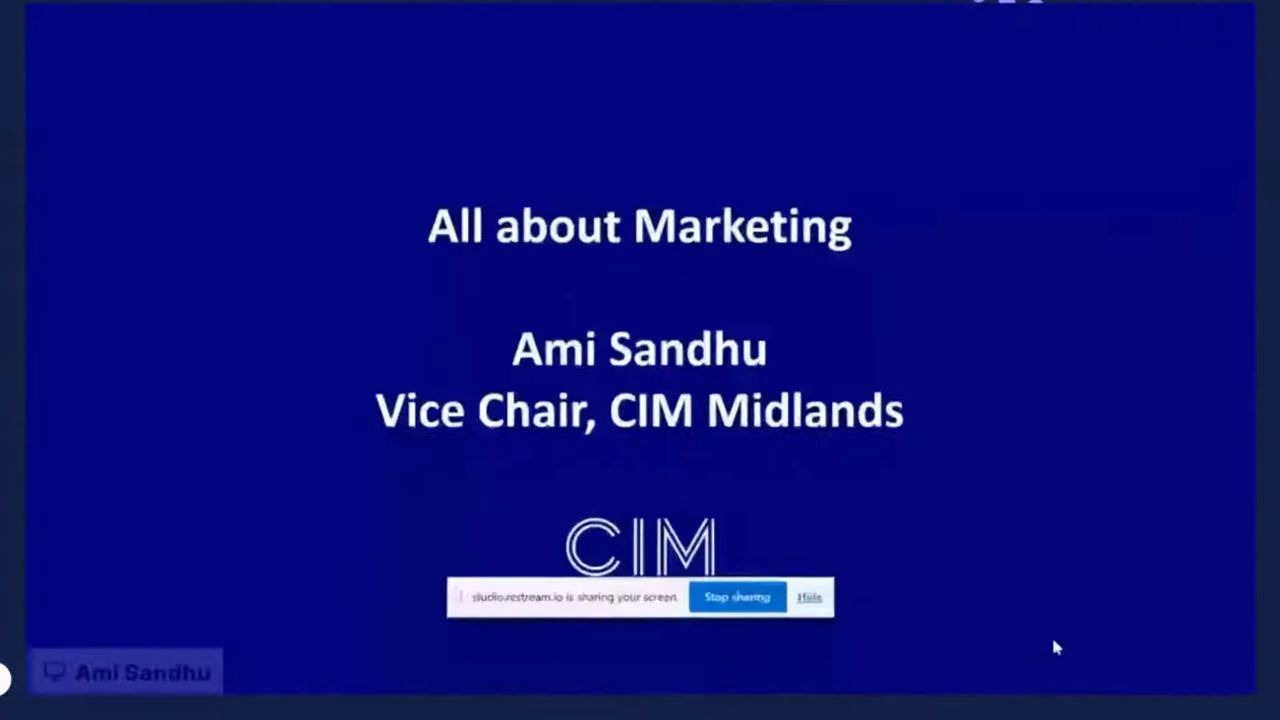 All about Marketing
Ami Sandhu
Vice Chair, CIM Midlands
CIM
studio.restream.io is sharing your screen. Stop sharing Hide
Ami Sandhu